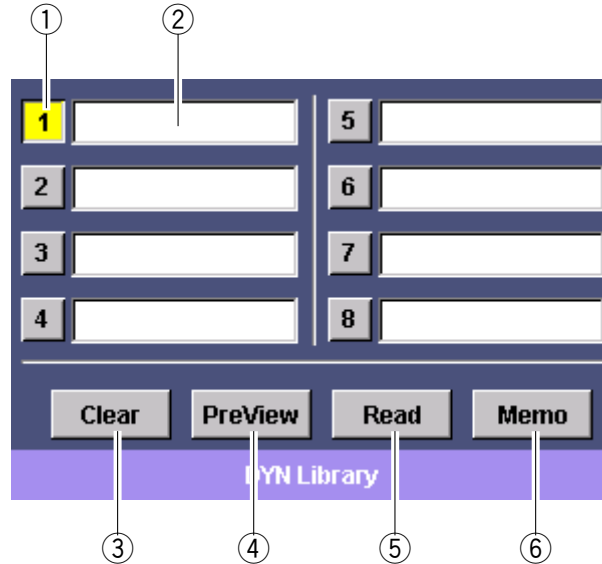 ① ②
1 5
2 6
3 7
4 8
Clear PreView Read Memo
DYN Library
③ ④ ⑤ ⑥